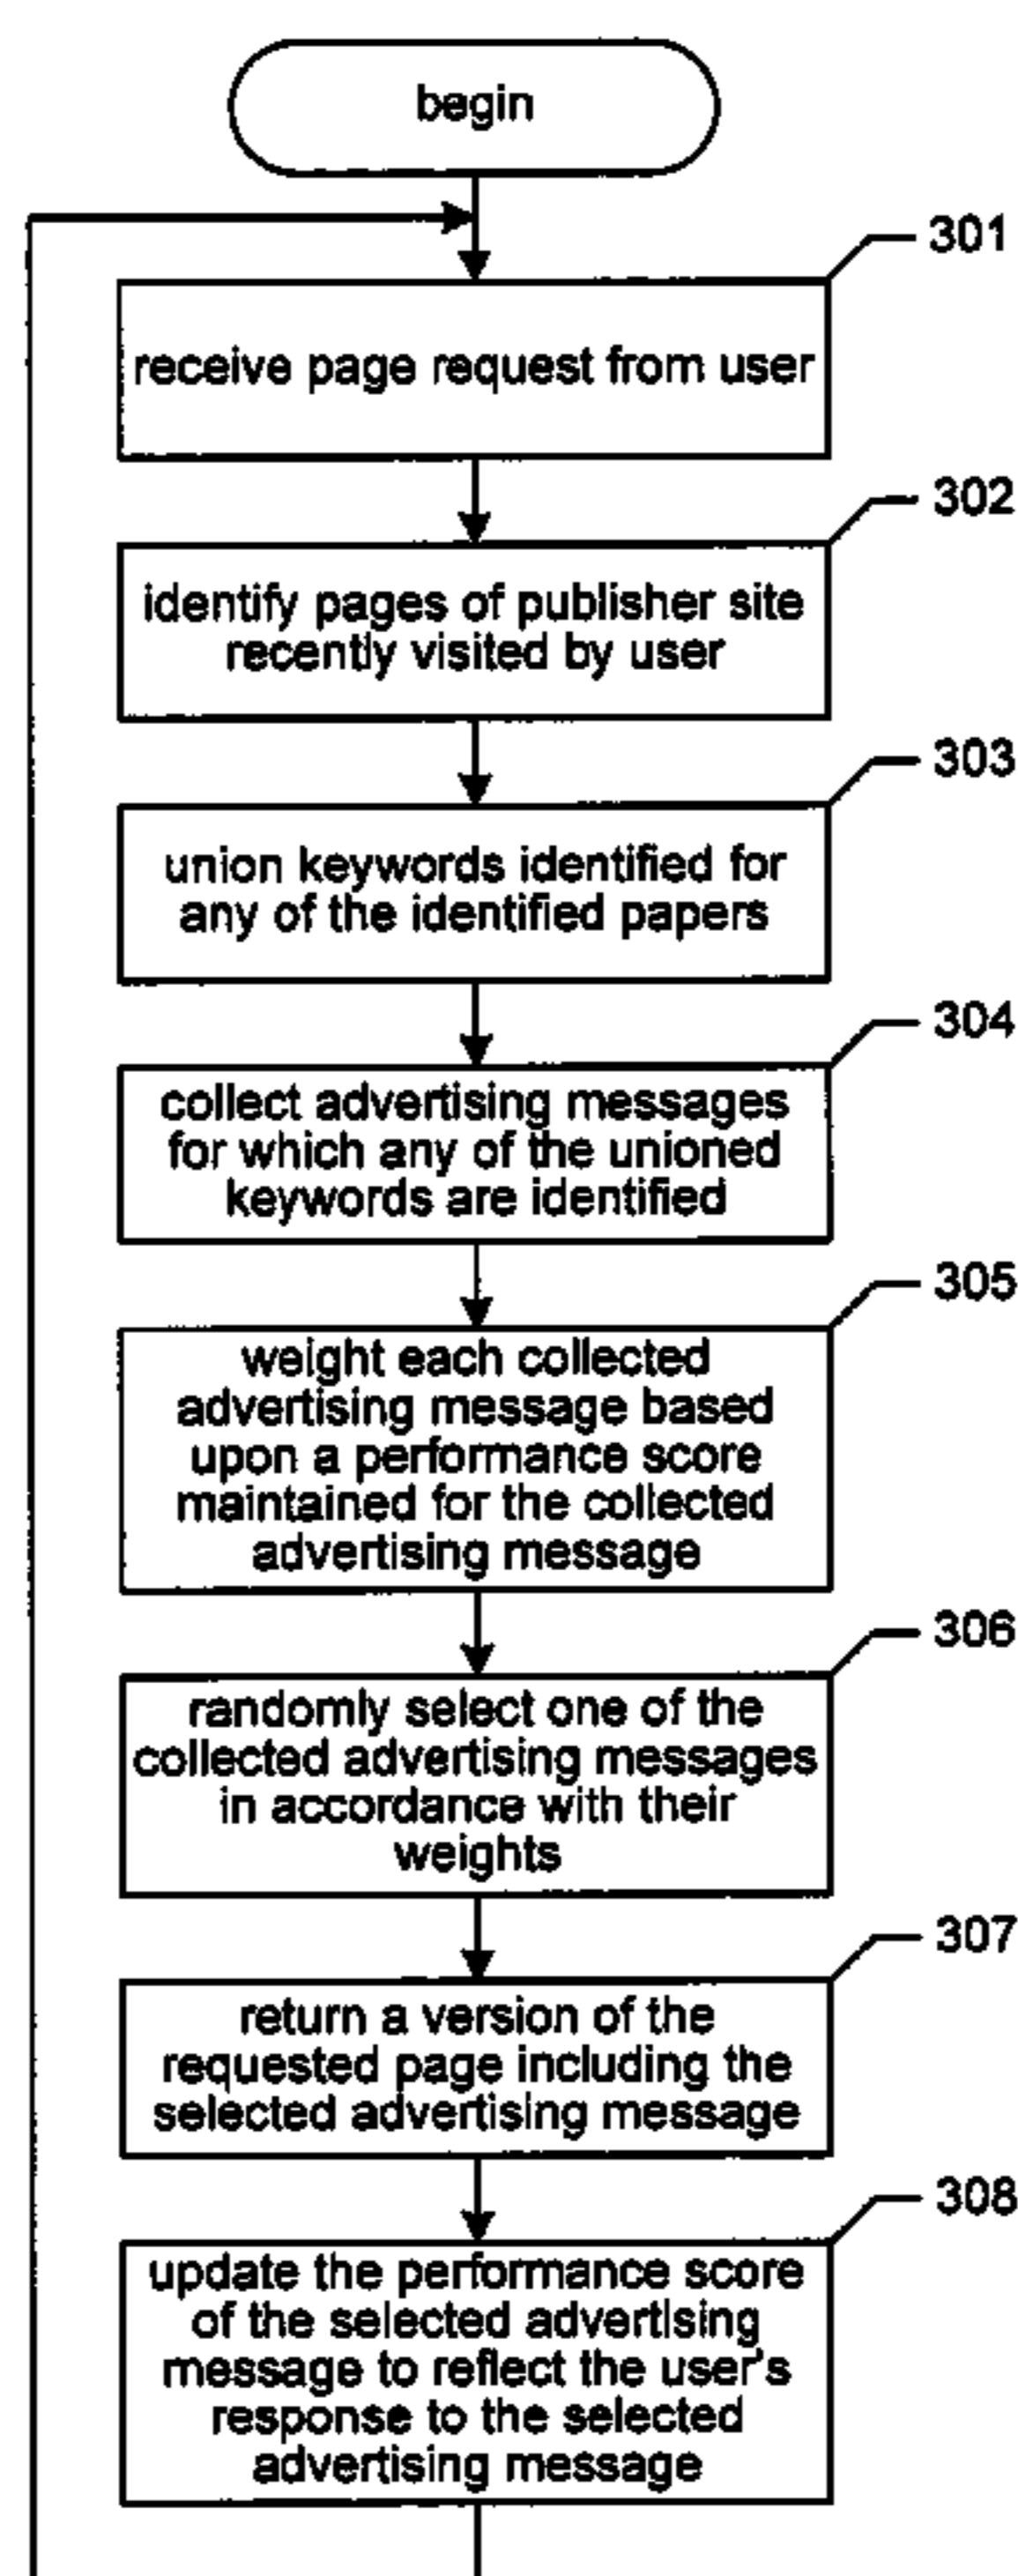 begin
301
receive page request from user
302
identify pages of publisher site
recently visited by user
303
union keywords identified for
any of the identified papers
304
collect advertising messages
for which any of the unioned
keywords are identified
305
weight each collected
advertising message based
upon a performance score
maintained for the collected
advertising message
306
randomly select one of the
collected advertising messages
in accordance with their
weights
307
return a version of the
requested page including the
selected advertising message
308
update the performance score
of the selected advertising
message to reflect the user's
response to the selected
advertising message